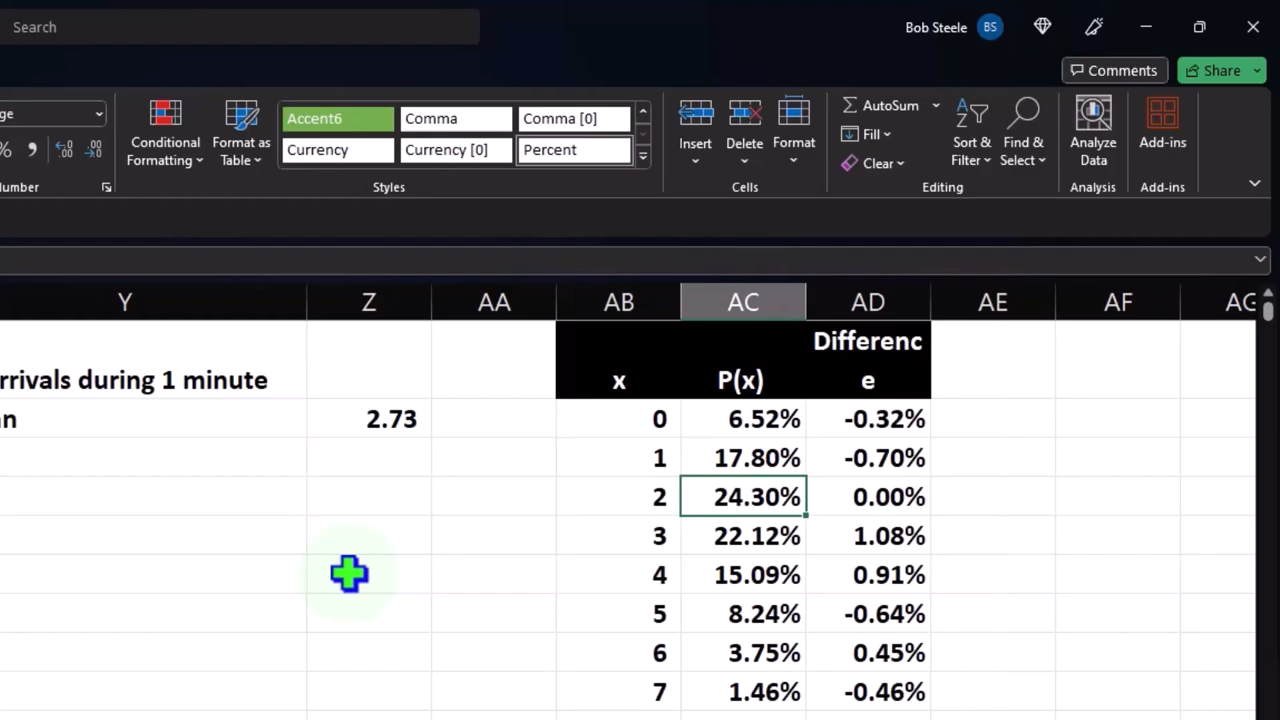 Search
Bob Steele BS
Comments Share
ge Accent6 Comma Comma [0]
Currency Currency [0] Percent
Conditional Formatting
Format as Table
Insert Delete Format
AutoSum
Fill
Clear
Sort & Filter
Find & Select
Analyze Data
Add-ins
umber Styles Cells Editing Analysis Add-ins
Y Z AA AB AC AD AE AF AG
Differenc
rrivals during 1 minute x P(x) e
an 2.73 0 6.52% -0.32%
1 17.80% -0.70%
2 24.30% 0.00%
3 22.12% 1.08%
4 15.09% 0.91%
5 8.24% -0.64%
6 3.75% 0.45%
7 1.46% -0.46%